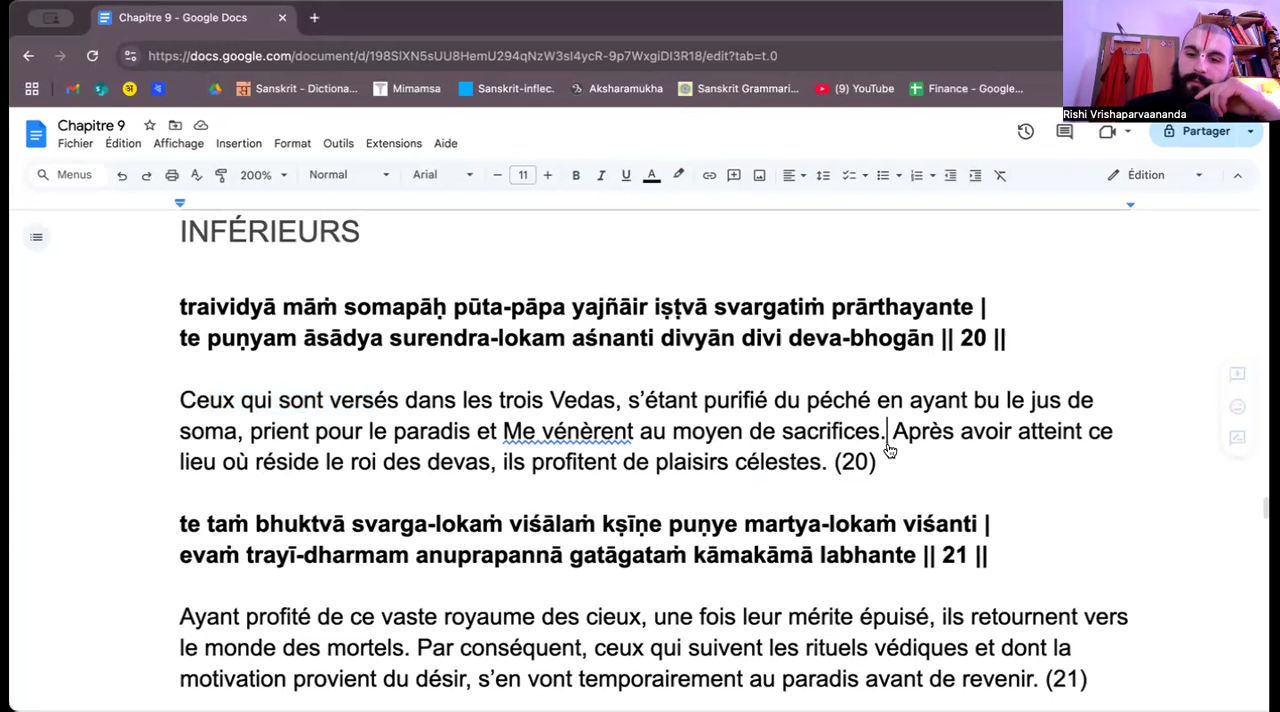 Chapitre 9 - Google Docs
https://docs.google.com/document/d/198SlXN5sUU8HemU294qNzW3sl4ycR-9p7WxgiDI3R18/edit?tab=t.0
Sanskrit - Dictiona... Mimamsa Sanskrit-inflec. Aksharamukha Sanskrit Grammari... (9) YouTube Finance - Google...
Rishi Vrishaparvaananda
Chapitre 9
Partager
Fichier Édition Affichage Insertion Format Outils Extensions Aide
Menus 200% Normal Arial 11 B I U A Édition
INFÉRIEURS
traividyā māṁ somapāḥ pūta-pāpa yajñāir iṣṭvā svargatiṁ prārthayante |
te puṇyam āsādya surendra-lokam aśnanti divyān divi deva-bhogān || 20 ||
Ceux qui sont versés dans les trois Vedas, s’étant purifié du péché en ayant bu le jus de
soma, prient pour le paradis et Me vénèrent au moyen de sacrifices. Après avoir atteint ce
lieu où réside le roi des devas, ils profitent de plaisirs célestes. (20)
te taṁ bhuktvā svarga-lokaṁ viśālaṁ kṣīṇe puṇye martya-lokaṁ viśanti |
evaṁ trayī-dharmam anuprapannā gatāgataṁ kāmakāmā labhante || 21 ||
Ayant profité de ce vaste royaume des cieux, une fois leur mérite épuisé, ils retournent vers
le monde des mortels. Par conséquent, ceux qui suivent les rituels védiques et dont la
motivation provient du désir, s’en vont temporairement au paradis avant de revenir. (21)